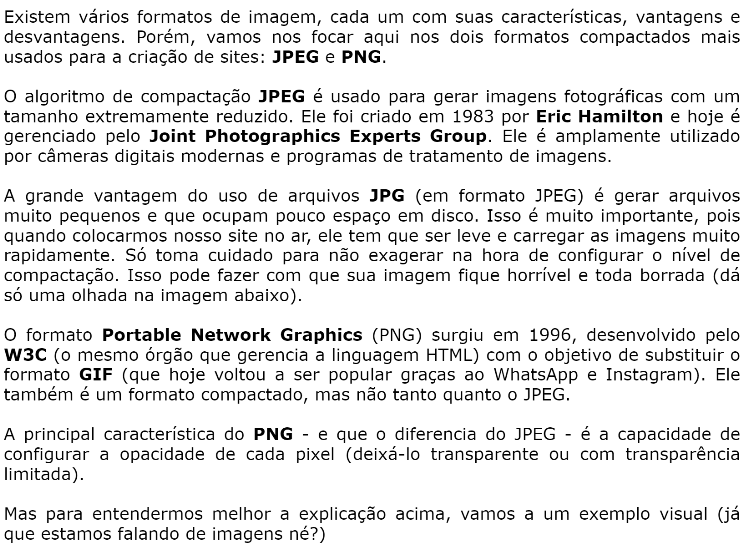 Existem vários formatos de imagem, cada um com suas características, vantagens e
desvantagens. Porém, vamos nos focar aqui nos dois formatos compactados mais
usados para a criação de sites: JPEG e PNG.
O algoritmo de compactação JPEG é usado para gerar imagens fotográficas com um
tamanho extremamente reduzido. Ele foi criado em 1983 por Eric Hamilton e hoje é
gerenciado pelo Joint Photographics Experts Group. Ele é amplamente utilizado
por câmeras digitais modernas e programas de tratamento de imagens.
A grande vantagem do uso de arquivos JPG (em formato JPEG) é gerar arquivos
muito pequenos e que ocupam pouco espaço em disco. Isso é muito importante, pois
quando colocarmos nosso site no ar, ele tem que ser leve e carregar as imagens muito
rapidamente. Só toma cuidado para não exagerar na hora de configurar o nível de
compactação. Isso pode fazer com que sua imagem fique horrível e toda borrada (dá
só uma olhada na imagem abaixo).
O formato Portable Network Graphics (PNG) surgiu em 1996, desenvolvido pelo
W3C (o mesmo órgão que gerencia a linguagem HTML) com o objetivo de substituir o
formato GIF (que hoje voltou a ser popular graças ao WhatsApp e Instagram). Ele
também é um formato compactado, mas não tanto quanto o JPEG.
A principal característica do PNG - e que o diferencia do JPEG - é a capacidade de
configurar a opacidade de cada pixel (deixá-lo transparente ou com transparência
limitada).
Mas para entendermos melhor a explicação acima, vamos a um exemplo visual (já
que estamos falando de imagens né?)